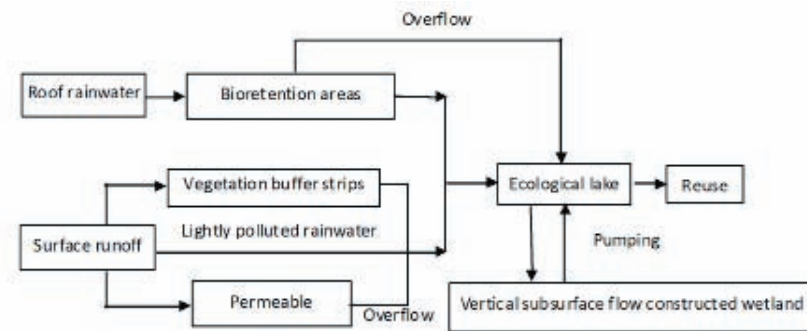 Overflow
Roof rainwater
Bioretention areas
Vegetation buffer strips
Ecological lake
Reuse
Lightly polluted rainwater
Surface runoff
Pumping
Permeable
Overflow
Vertical subsurface flow constructed wetland